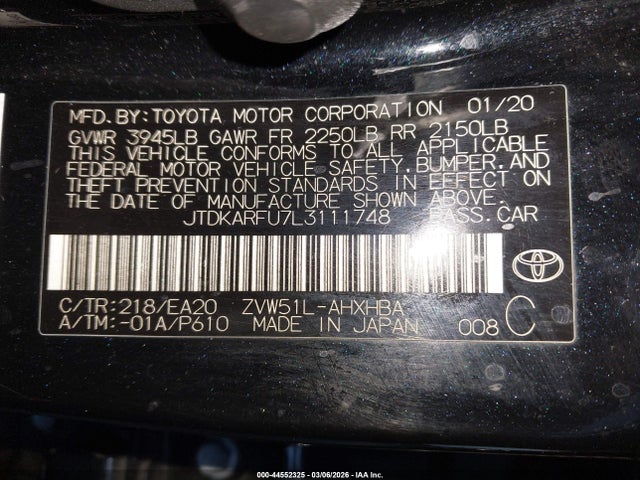 MFD. BY: TOYOTA MOTOR CORPORATION 01/20
GVWR 3945LB GAWR FR 2250LB RR 2150LB
THIS VEHICLE CONFORMS TO ALL APPLICABLE
FEDERAL MOTOR VEHICLE SAFETY, BUMPER, AND
THEFT PREVENTION STANDARDS IN EFFECT ON
THE DATE OF MANUFACTURE SHOWN ABOVE.
JTDKARFU7L3111748 PASS. CAR
C/TR: 218/EA20 ZVW51L-AHXHBA
A/TM: -01A/P610 MADE IN JAPAN 008 C
000-44552325 - 03/06/2026 - IAA Inc.